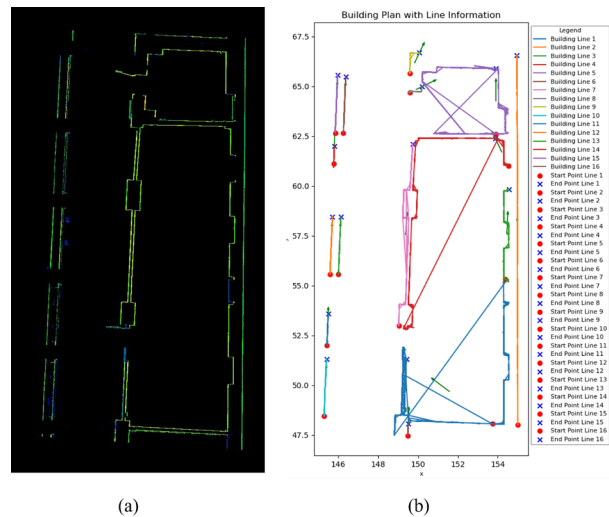 Building Plan with Line Information
67.5
65.0
62.5
60.0
57.5
55.0
52.5
50.0
47.5
146
148
150
152
154
x
Legend
Building Line 1
Building Line 2
Building Line 3
Building Line 4
Building Line 5
Building Line 6
Building Line 7
Building Line 8
Building Line 9
Building Line 10
Building Line 11
Building Line 12
Building Line 13
Building Line 14
Building Line 15
Building Line 16
Start Point Line 1
End Point Line 1
Start Point Line 2
End Point Line 2
Start Point Line 3
End Point Line 3
Start Point Line 4
End Point Line 4
Start Point Line 5
End Point Line 5
Start Point Line 6
End Point Line 6
Start Point Line 7
End Point Line 7
Start Point Line 8
End Point Line 8
Start Point Line 9
End Point Line 9
Start Point Line 10
End Point Line 10
Start Point Line 11
End Point Line 11
Start Point Line 12
End Point Line 12
Start Point Line 13
End Point Line 13
Start Point Line 14
End Point Line 14
Start Point Line 15
End Point Line 15
Start Point Line 16
End Point Line 16
(a)
(b)